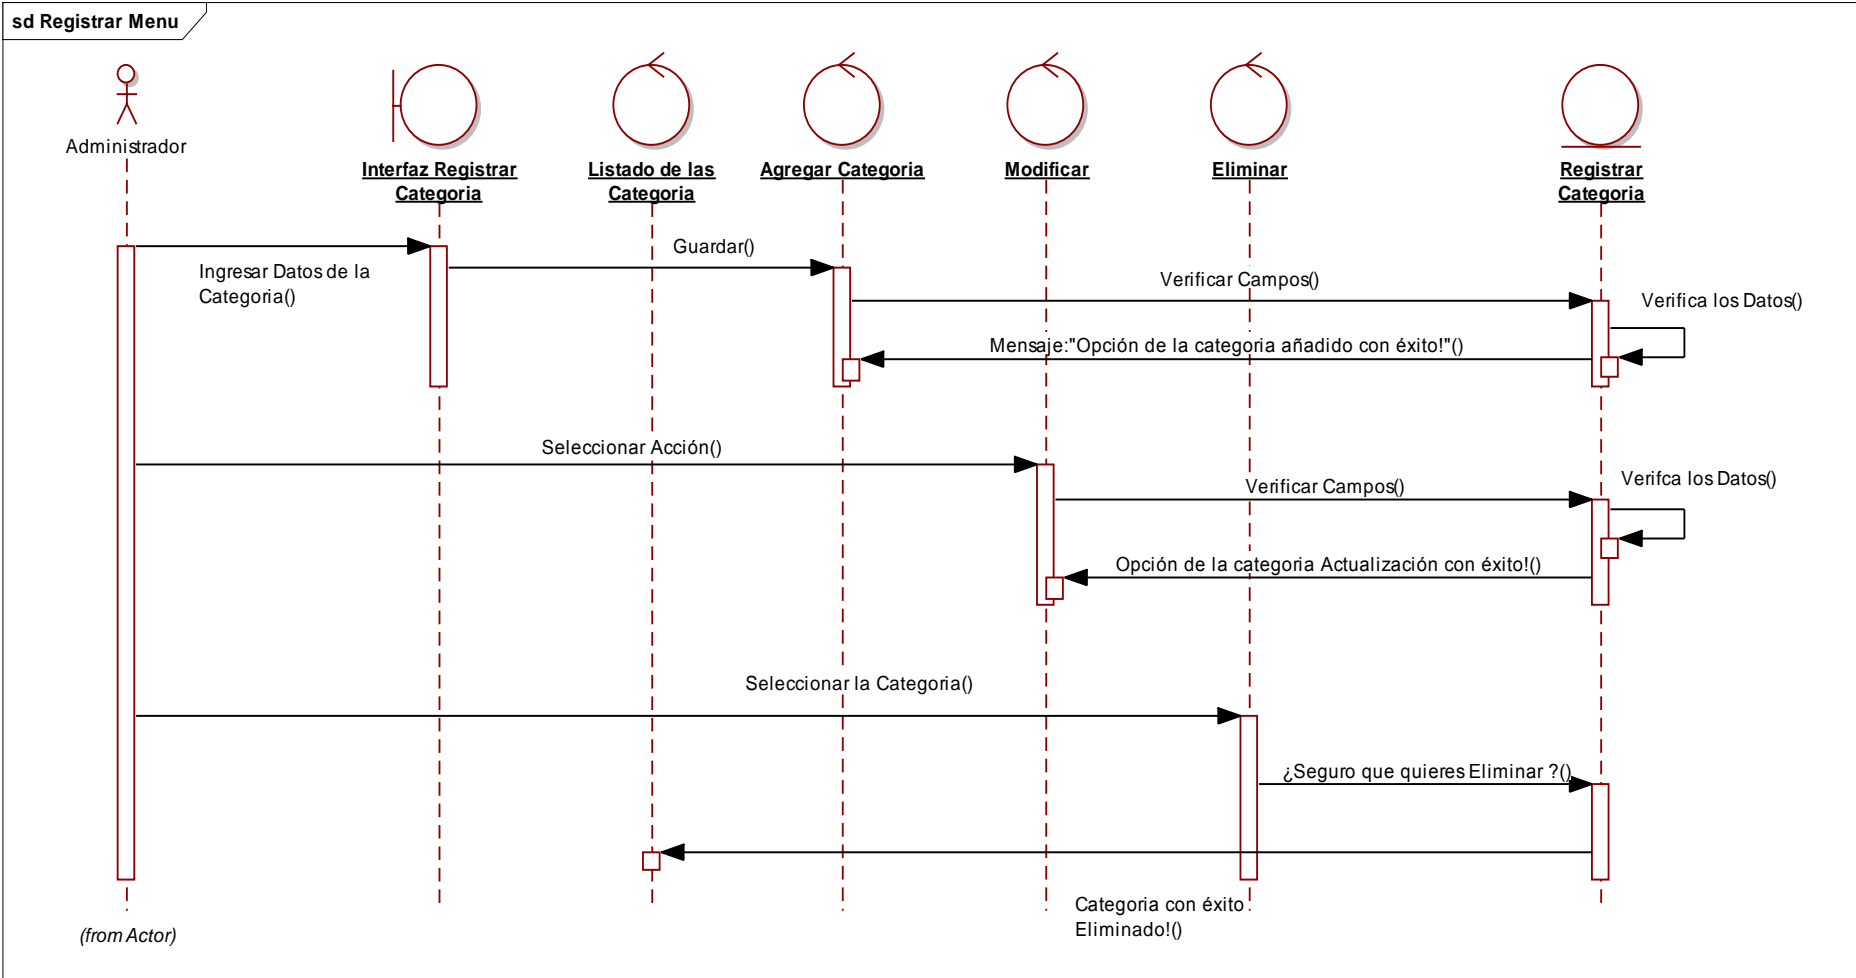 sd Registrar Menu
Administrador
Interfaz Registrar
Categoria
Listado de las
Categoria
Agregar Categoria
Modificar
Eliminar
Registrar
Categoria
Ingresar Datos de la
Categoria()
Guardar()
Verificar Campos()
Verifica los Datos()
Mensaje:"Opción de la categoria añadido con éxito!"()
Seleccionar Acción()
Verificar Campos()
Verifca los Datos()
Opción de la categoria Actualización con éxito!()
Seleccionar la Categoria()
¿Seguro que quieres Eliminar ?()
Categoria con éxito
Eliminado!()
(from Actor)